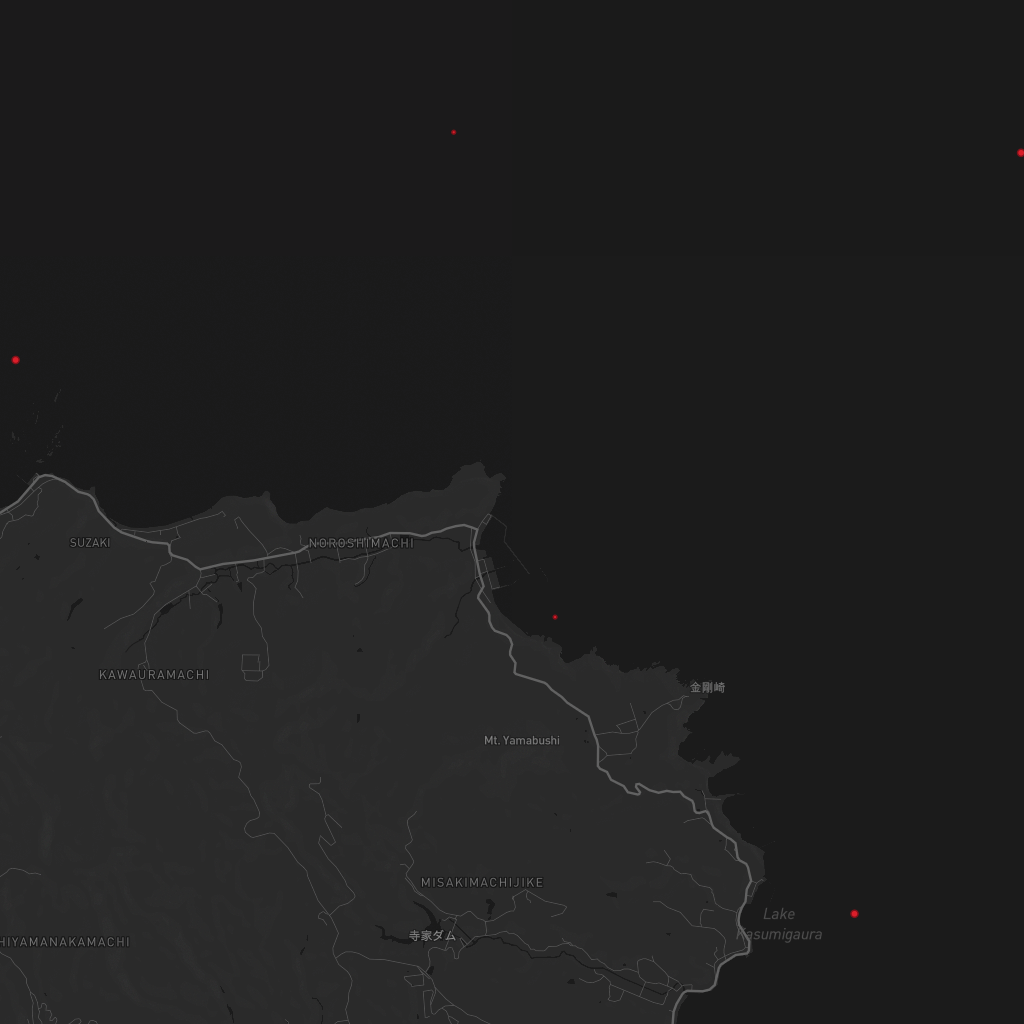 SUZAKI
NOROSHIMACHI
KAWAURAMACHI
金剛崎
Mt. Yamabushi
MISAKIMACHIJIKE
Lake
Kasumigaura
寺家ダム
HIYAMANAKAMACHI